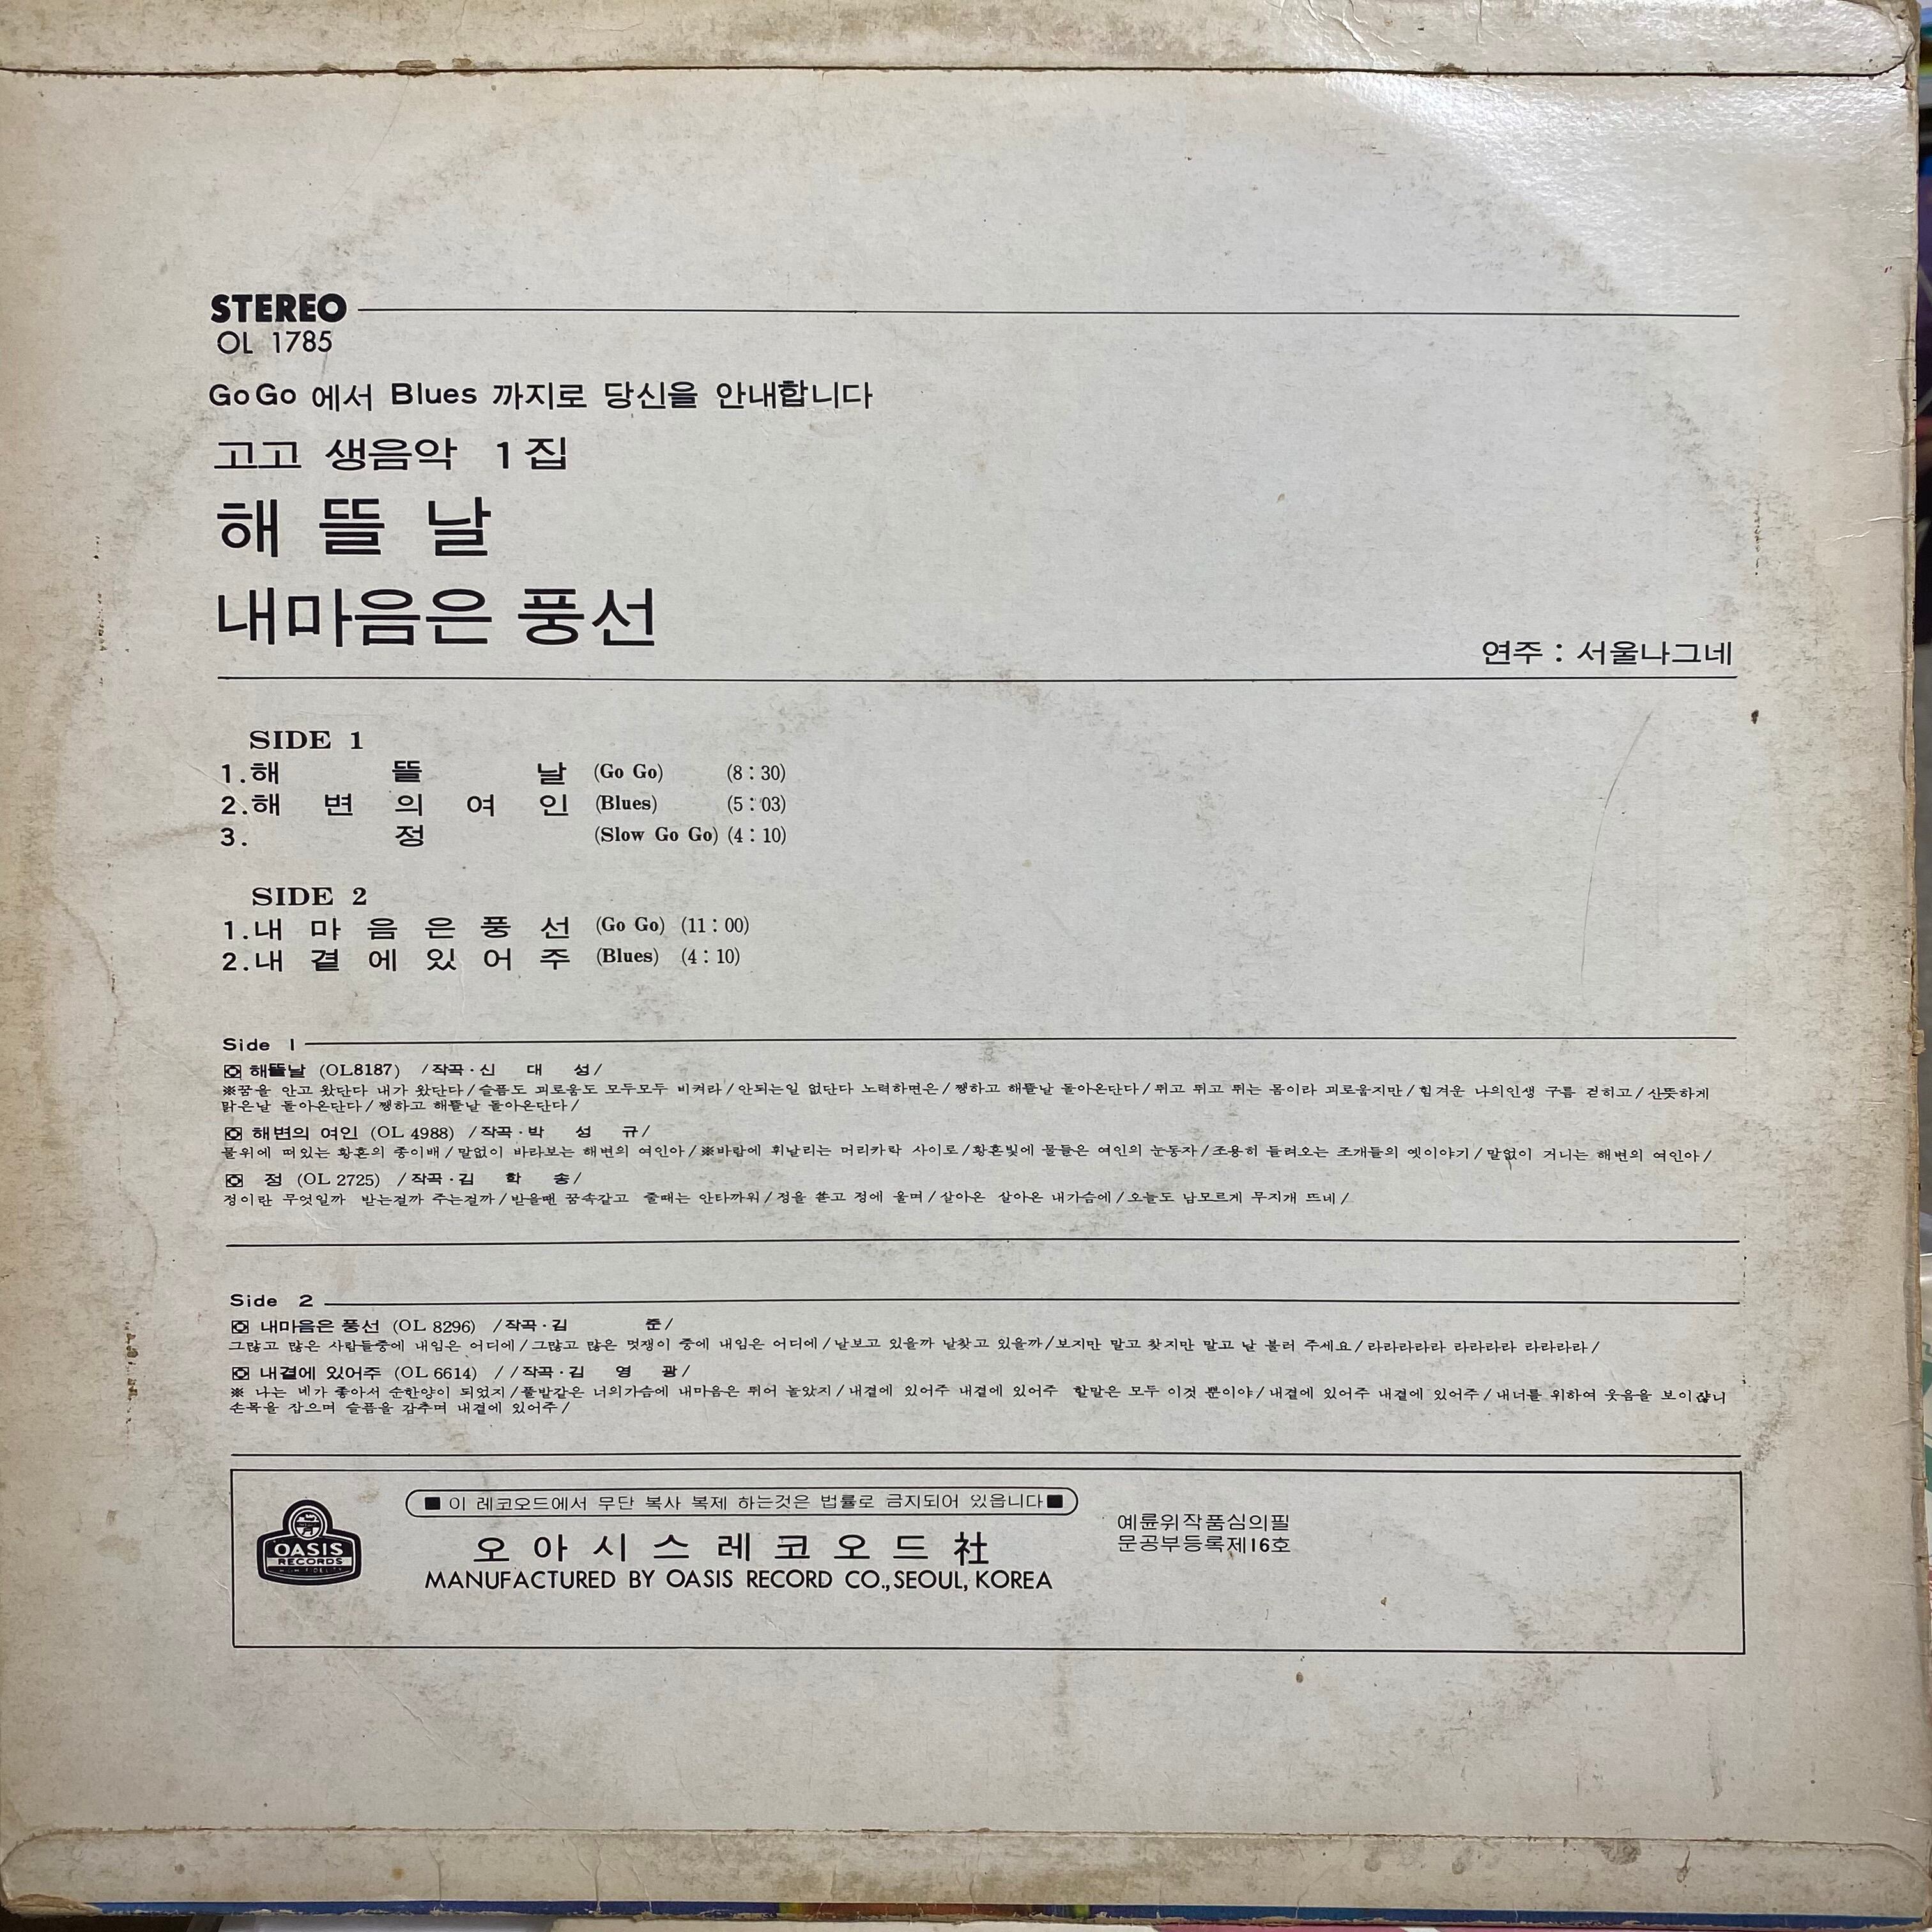 STEREO
OL 1785
GoGo 에서 Blues 까지로 당신을 안내합니다
고고 생음악 1집
해 뜰 날
내마음은 풍선
연주 : 서울나그네
SIDE 1
1.해 뜰 날 (Go Go) (8 : 30)
2.해 변 의 여 인 (Blues) (5 : 03)
3. 정 (Slow Go Go) (4 : 10)
SIDE 2
1.내 마 음 은 풍 선 (Go Go) (11 : 00)
2.내 곁 에 있 어 주 (Blues) (4 : 10)
Side 1
해뜰날 (OL8187) /작곡·신 대 성/
※꿈을 안고 왔단다 내가 왔단다/슬픔도 괴로움도 모두모두 비켜라/안되는일 없단다 노력하면은/쨍하고 해뜰날 돌아온단다/뛰고 뛰고 뛰는 몸이라 괴로웁지만/힘겨운 나의인생 구름 걷히고/산뜻하게
맑은날 돌아온단다/쨍하고 해뜰날 돌아온단다/
해변의 여인 (OL 4988) /작곡·박 성 규/
물위에 떠있는 황혼의 종이배/말없이 바라보는 해변의 여인아/※바람에 휘날리는 머리카락 사이로/황혼빛에 물들은 여인의 눈동자/조용히 들려오는 조개들의 옛이야기/말없이 거니는 해변의 여인아/
정 (OL 2725) /작곡·김 학 송/
정이란 무엇일까 받는걸까 주는걸까/받을땐 꿈속같고 줄때는 안타까워/정을 쏟고 정에 울며/살아온 살아온 내가슴에/오늘도 남모르게 무지개 뜨네/
Side 2
내마음은 풍선 (OL 8296) /작곡·김 준/
그많고 많은 사람들중에 내임은 어디에/그많고 많은 멋쟁이 중에 내임은 어디에/날보고 있을까 날찾고 있을까/보지만 말고 찾지만 말고 날 불러 주세요/라라라라라 라라라라 라라라라/
내곁에 있어주 (OL 6614) / /작곡·김 영 광/
※ 나는 네가 좋아서 순한양이 되었지/풀밭같은 너의가슴에 내마음은 뛰어 놀았지/내곁에 있어주 내곁에 있어주 할말은 모두 이것 뿐이야/내곁에 있어주 내곁에 있어주/내너를 위하여 웃음을 보이쟎니
손목을 잡으며 슬픔을 감추며 내곁에 있어주/
■ 이 레코오드에서 무단 복사 복제 하는것은 법률로 금지되어 있읍니다■
OASIS
RECORDS
오 아 시 스 레 코 오 드 社
MANUFACTURED BY OASIS RECORD CO., SEOUL, KOREA
예륜위작품심의필
문공부등록제16호